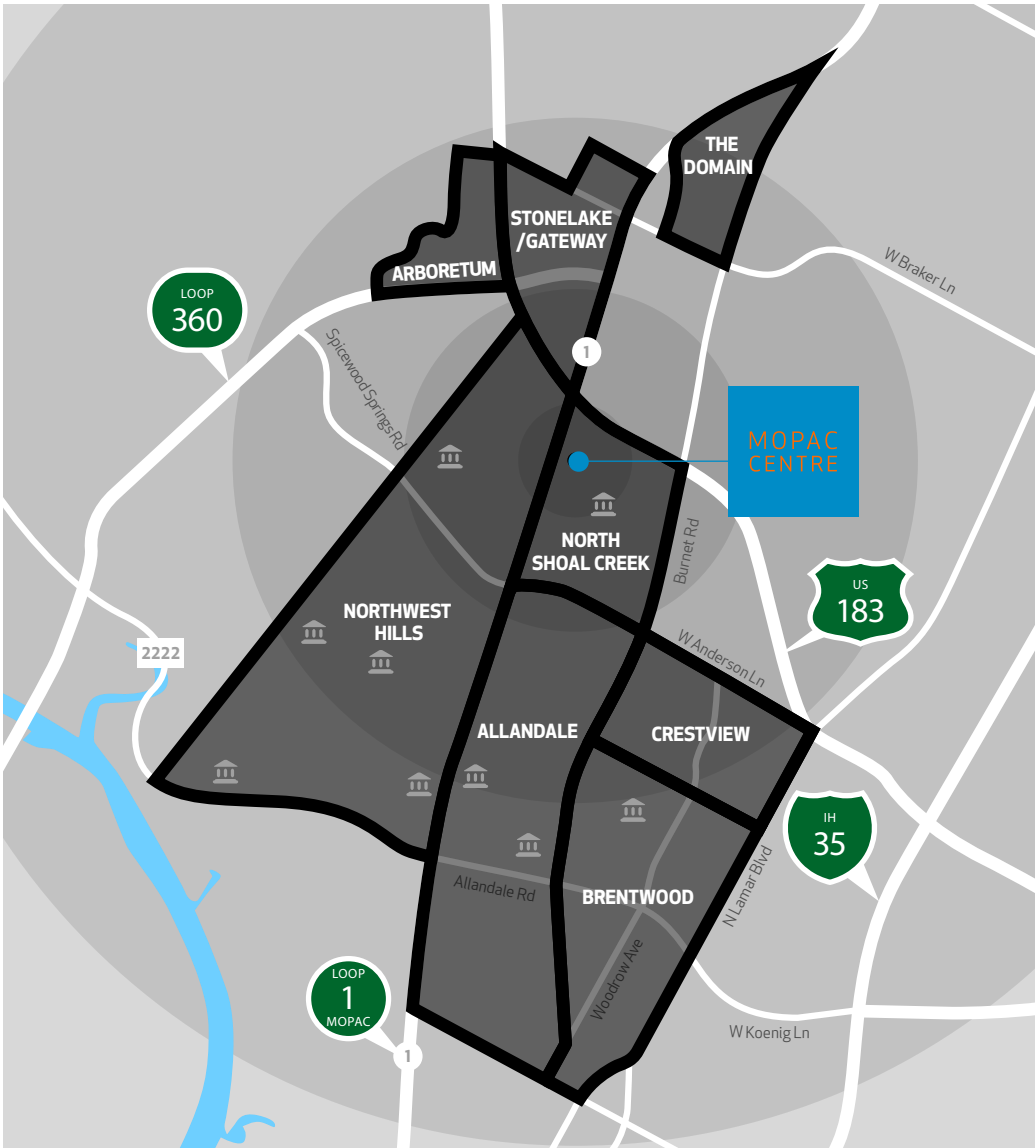 THE
DOMAIN
STONELAKE
/GATEWAY
ARBORETUM
W Braker Ln
LOOP
360
1
Spicewood Springs Rd
MOPAC
CENTRE
NORTH
SHOAL CREEK
Burnet Rd
US
183
NORTHWEST
HILLS
2222
W Anderson Ln
ALLANDALE
CRESTVIEW
IH
35
Allandale Rd
BRENTWOOD
N Lamar Blvd
Woodrow Ave
LOOP
1
MOPAC
1
W Koenig Ln